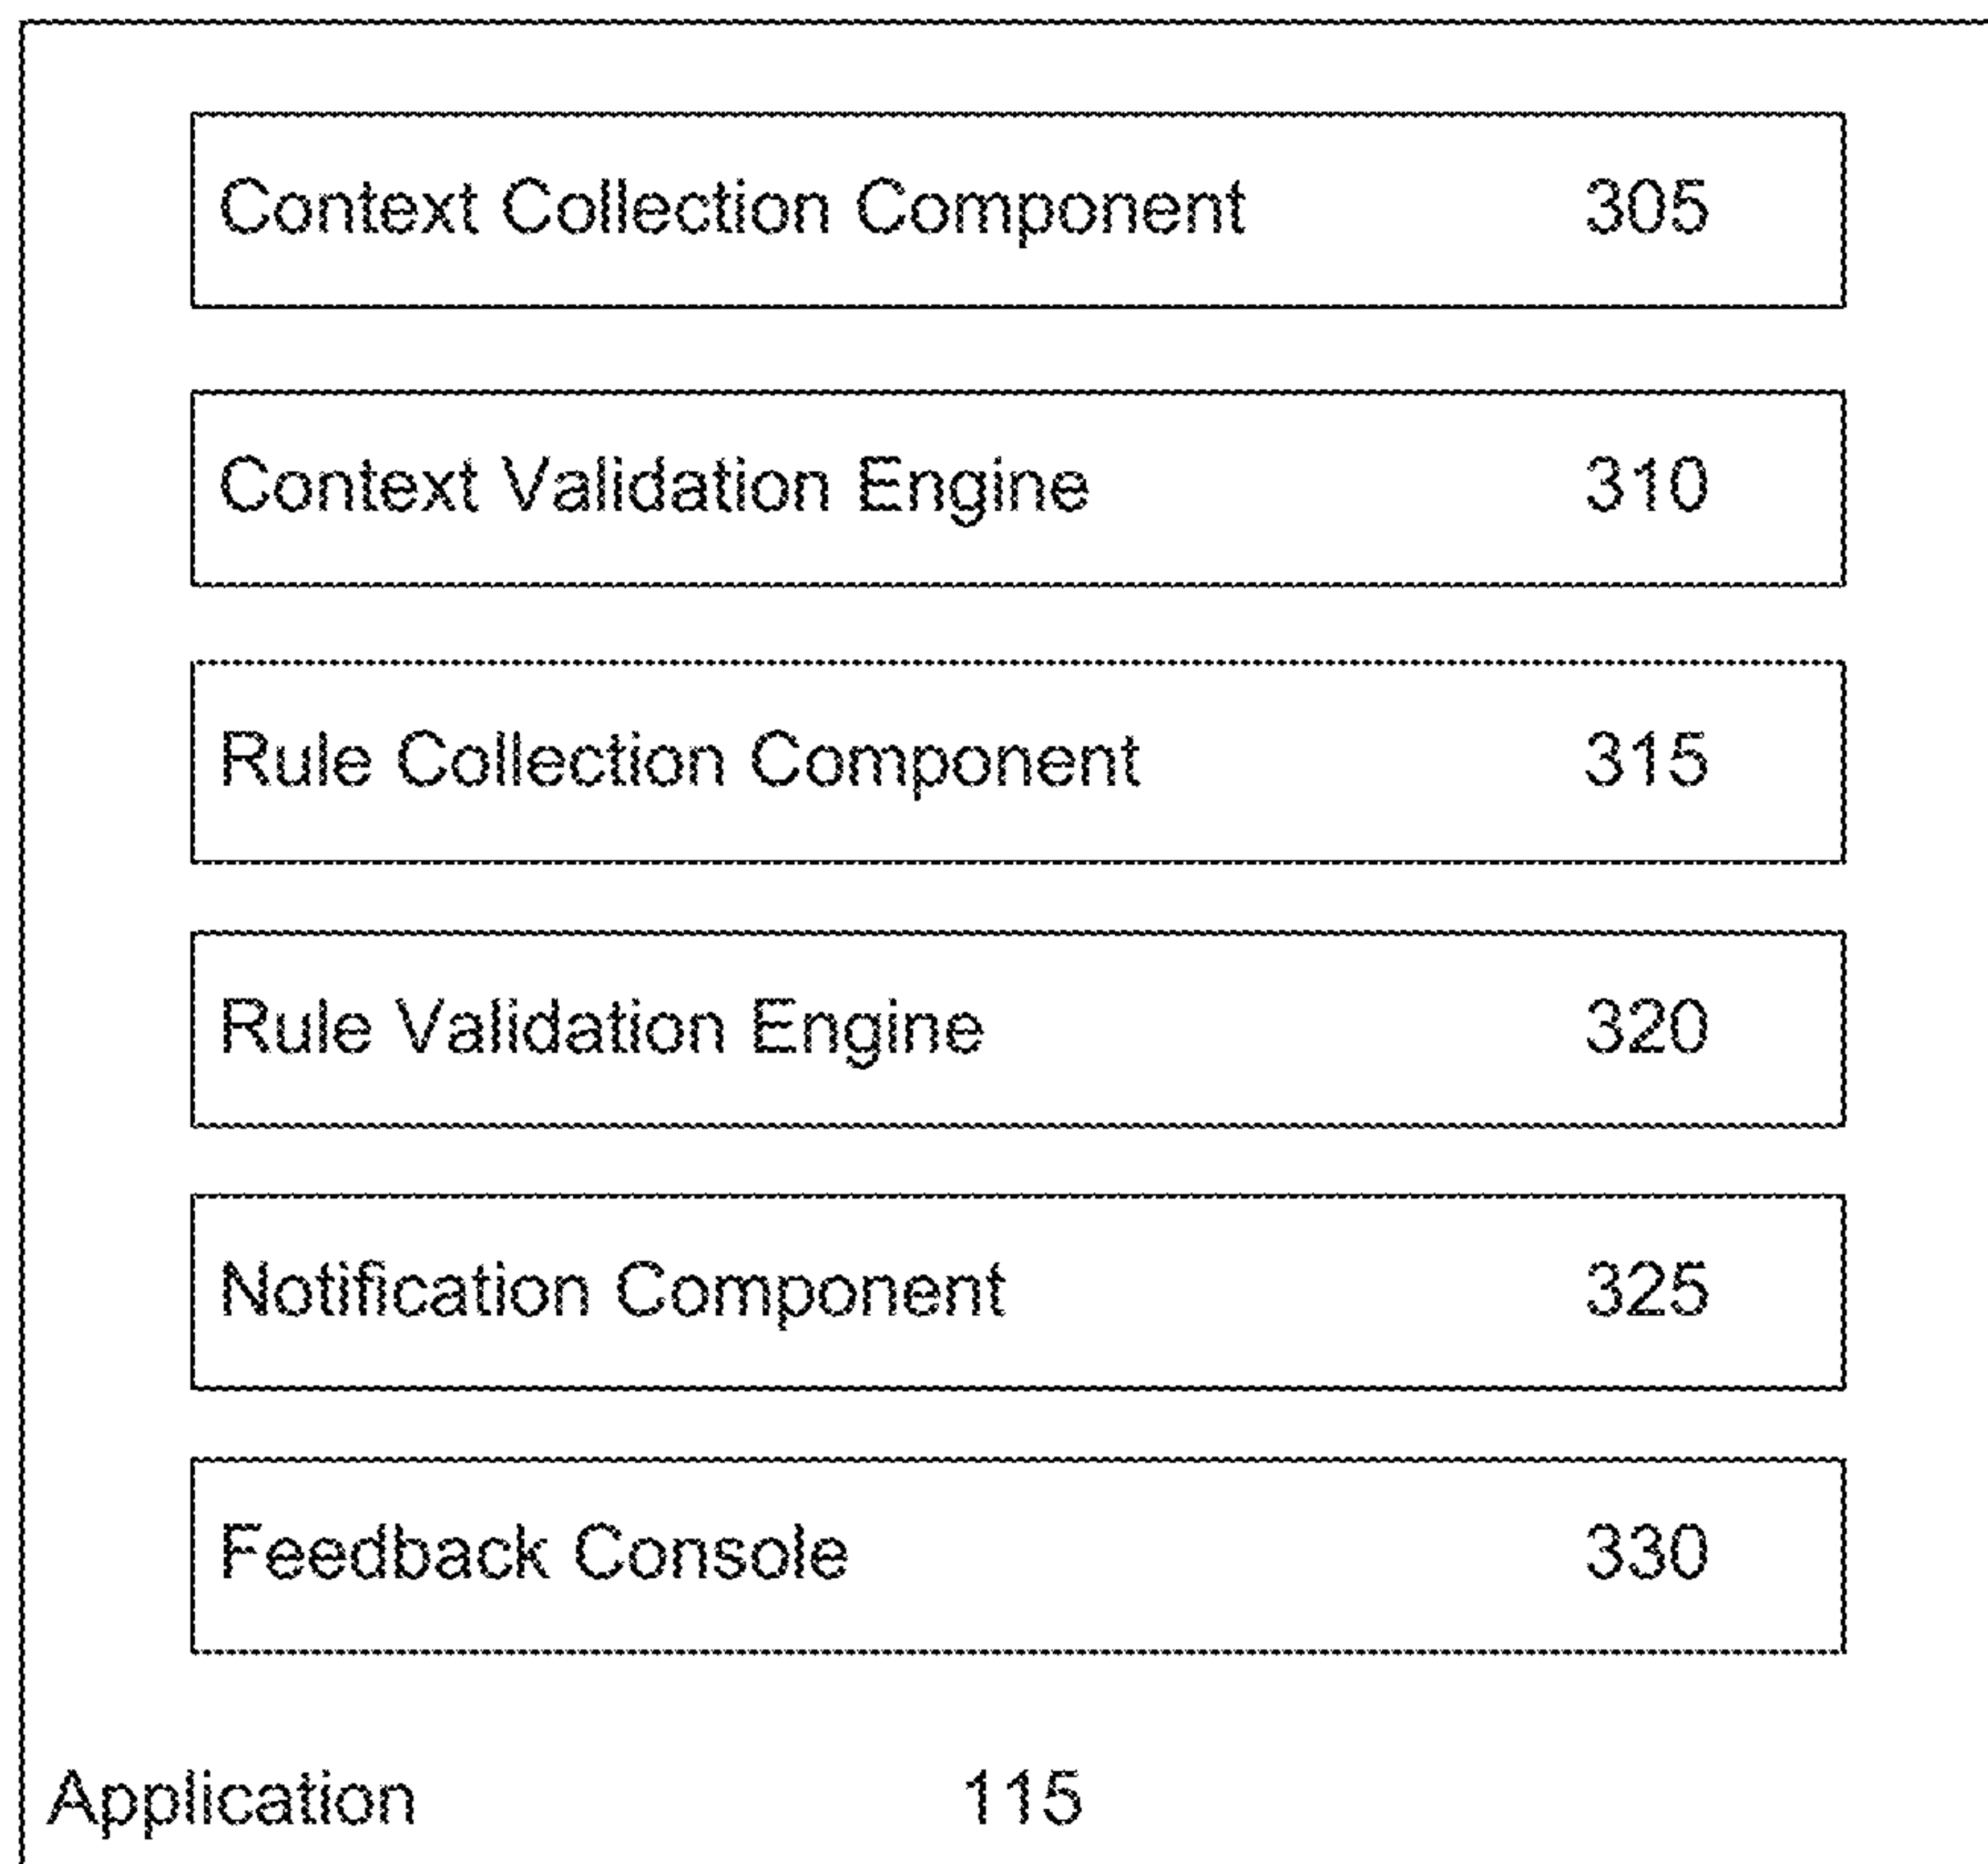 Context Collection Component 305
Context Validation Engine 310
Rule Collection Component 315
Rule Validation Engine 320
Notification Component 325
Feedback Console 330
Application 115